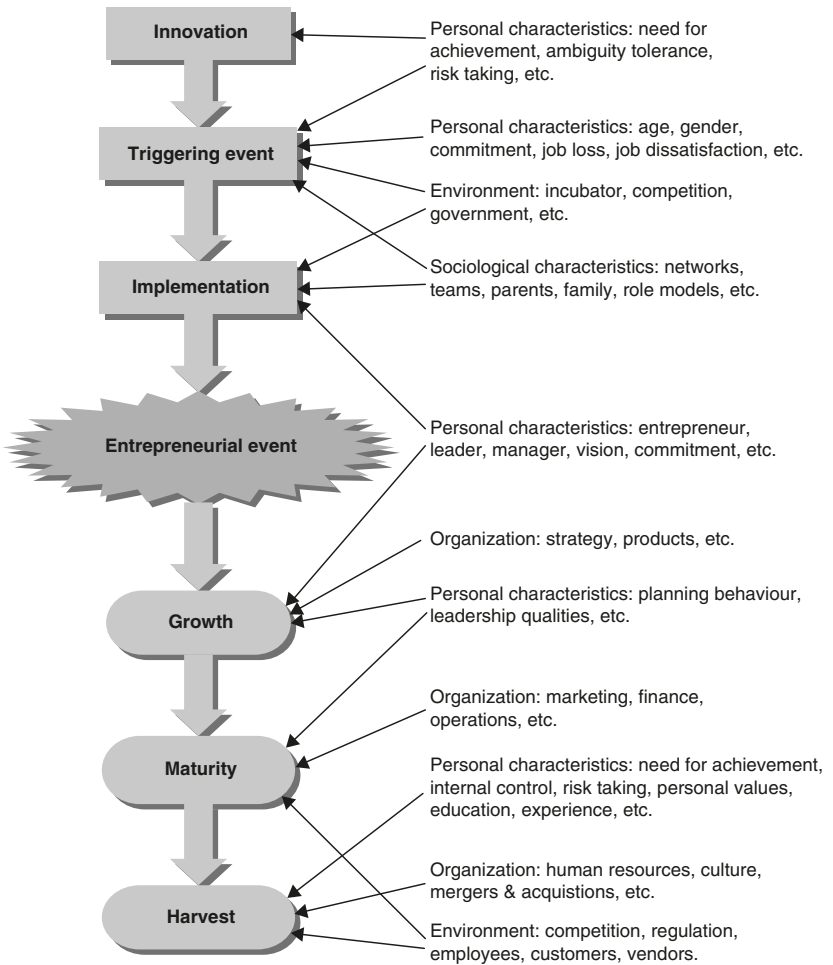 Innovation
Personal characteristics: need for
achievement, ambiguity tolerance,
risk taking, etc.
Triggering event
Personal characteristics: age, gender,
commitment, job loss, job dissatisfaction, etc.
Environment: incubator, competition,
government, etc.
Implementation
Sociological characteristics: networks,
teams, parents, family, role models, etc.
Entrepreneurial event
Personal characteristics: entrepreneur,
leader, manager, vision, commitment, etc.
Organization: strategy, products, etc.
Growth
Personal characteristics: planning behaviour,
leadership qualities, etc.
Organization: marketing, finance,
operations, etc.
Maturity
Personal characteristics: need for achievement,
internal control, risk taking, personal values,
education, experience, etc.
Organization: human resources, culture,
mergers & acquistions, etc.
Harvest
Environment: competition, regulation,
employees, customers, vendors.